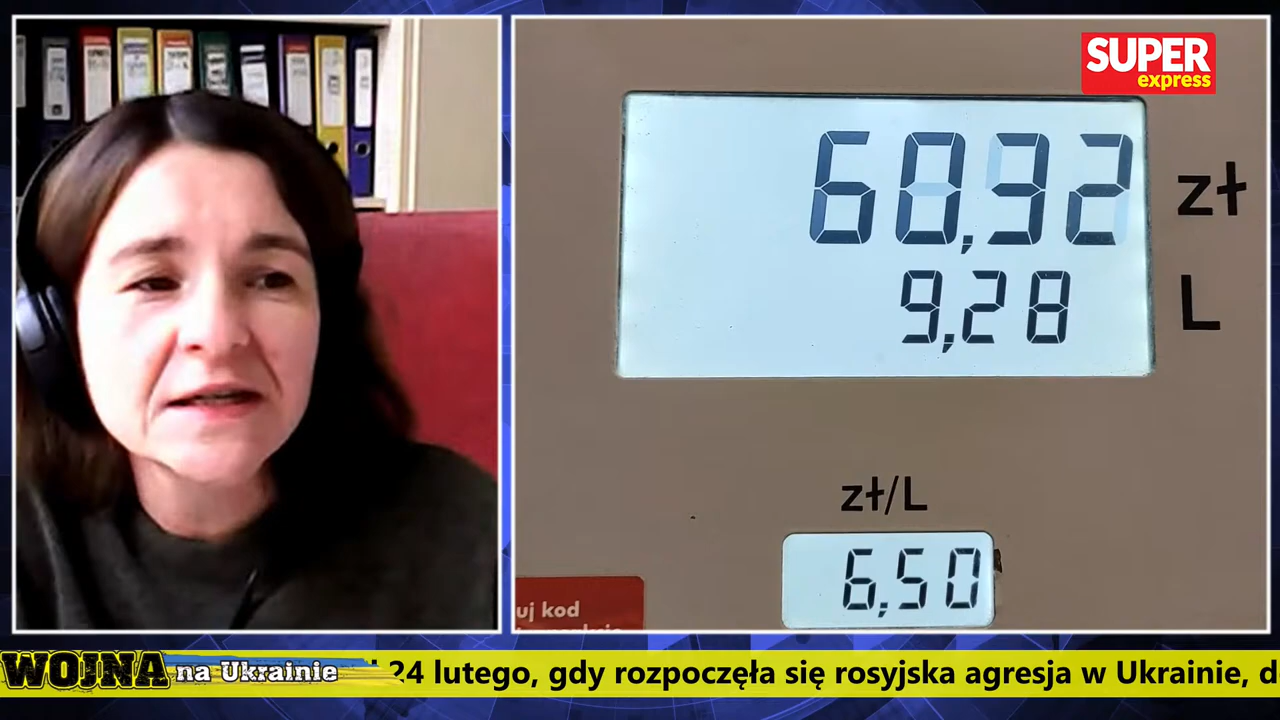 SUPER
express
60,92 zł
9,28 L
zł/L
6,50
uj kod
WOJNA na Ukrainie
24 lutego, gdy rozpoczęła się rosyjska agresja w Ukrainie, d